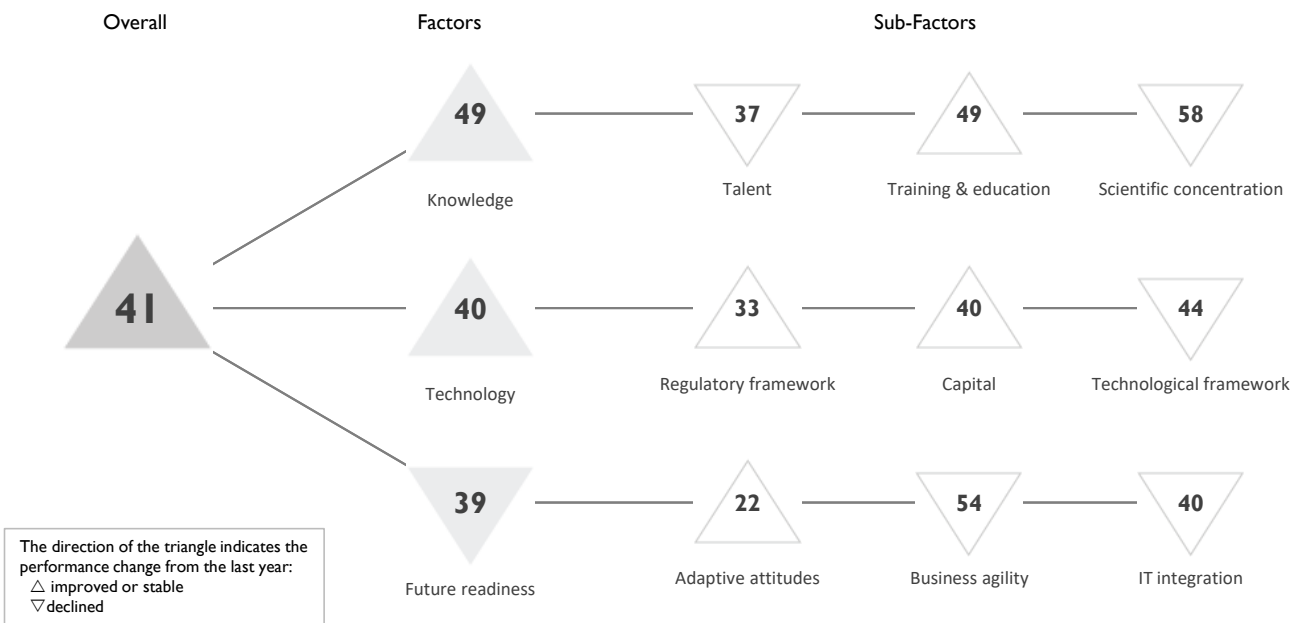 Overall
Factors
Sub-Factors
49
37
49
58
Knowledge
Talent
Training & education
Scientific concentration
41
40
33
40
44
Technology
Regulatory framework
Capital
Technological framework
39
22
54
40
Future readiness
Adaptive attitudes
Business agility
IT integration
The direction of the triangle indicates the
performance change from the last year:
△ improved or stable
▽ declined